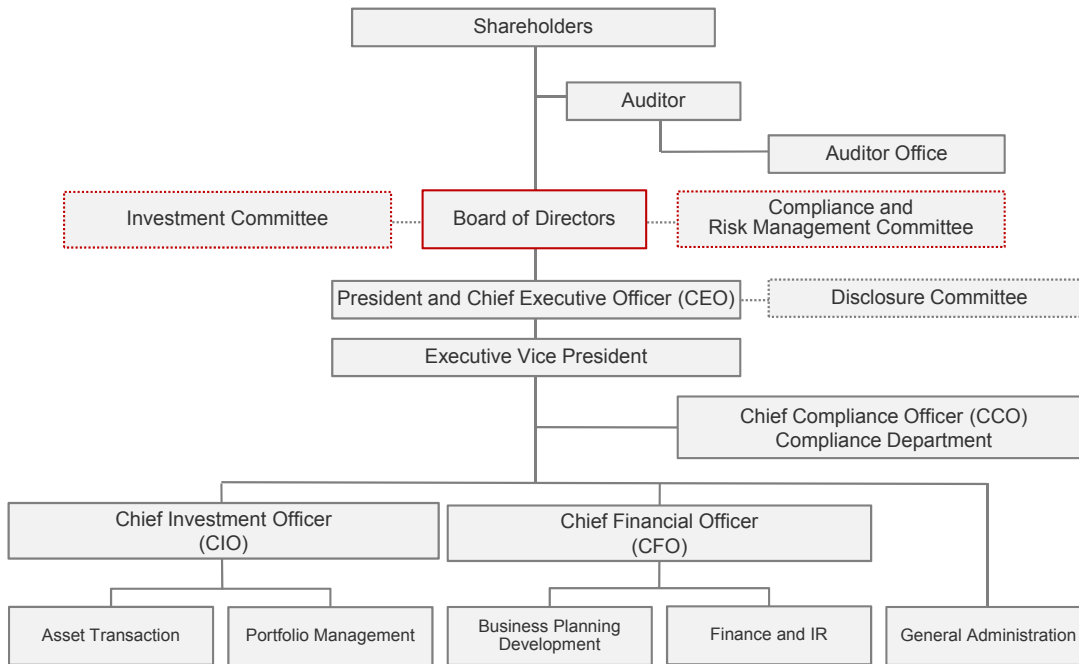 Shareholders
Auditor
Auditor Office
Investment Committee
Board of Directors
Compliance and
Risk Management Committee
President and Chief Executive Officer (CEO)
Disclosure Committee
Executive Vice President
Chief Compliance Officer (CCO)
Compliance Department
Chief Investment Officer
(CIO)
Chief Financial Officer
(CFO)
Asset Transaction
Portfolio Management
Business Planning
Development
Finance and IR
General Administration